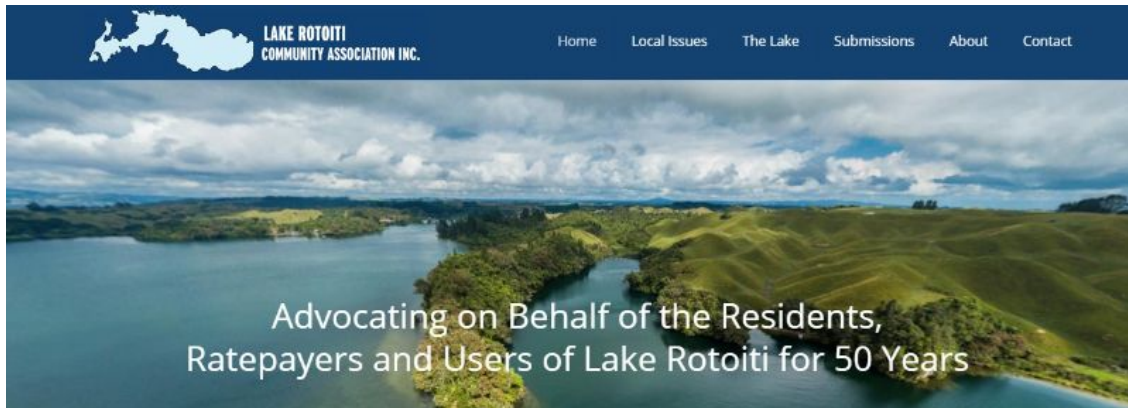 LAKE ROTOITI
COMMUNITY ASSOCIATION INC.
Home Local Issues The Lake Submissions About Contact
Advocating on Behalf of the Residents,
Ratepayers and Users of Lake Rotoiti for 50 Years